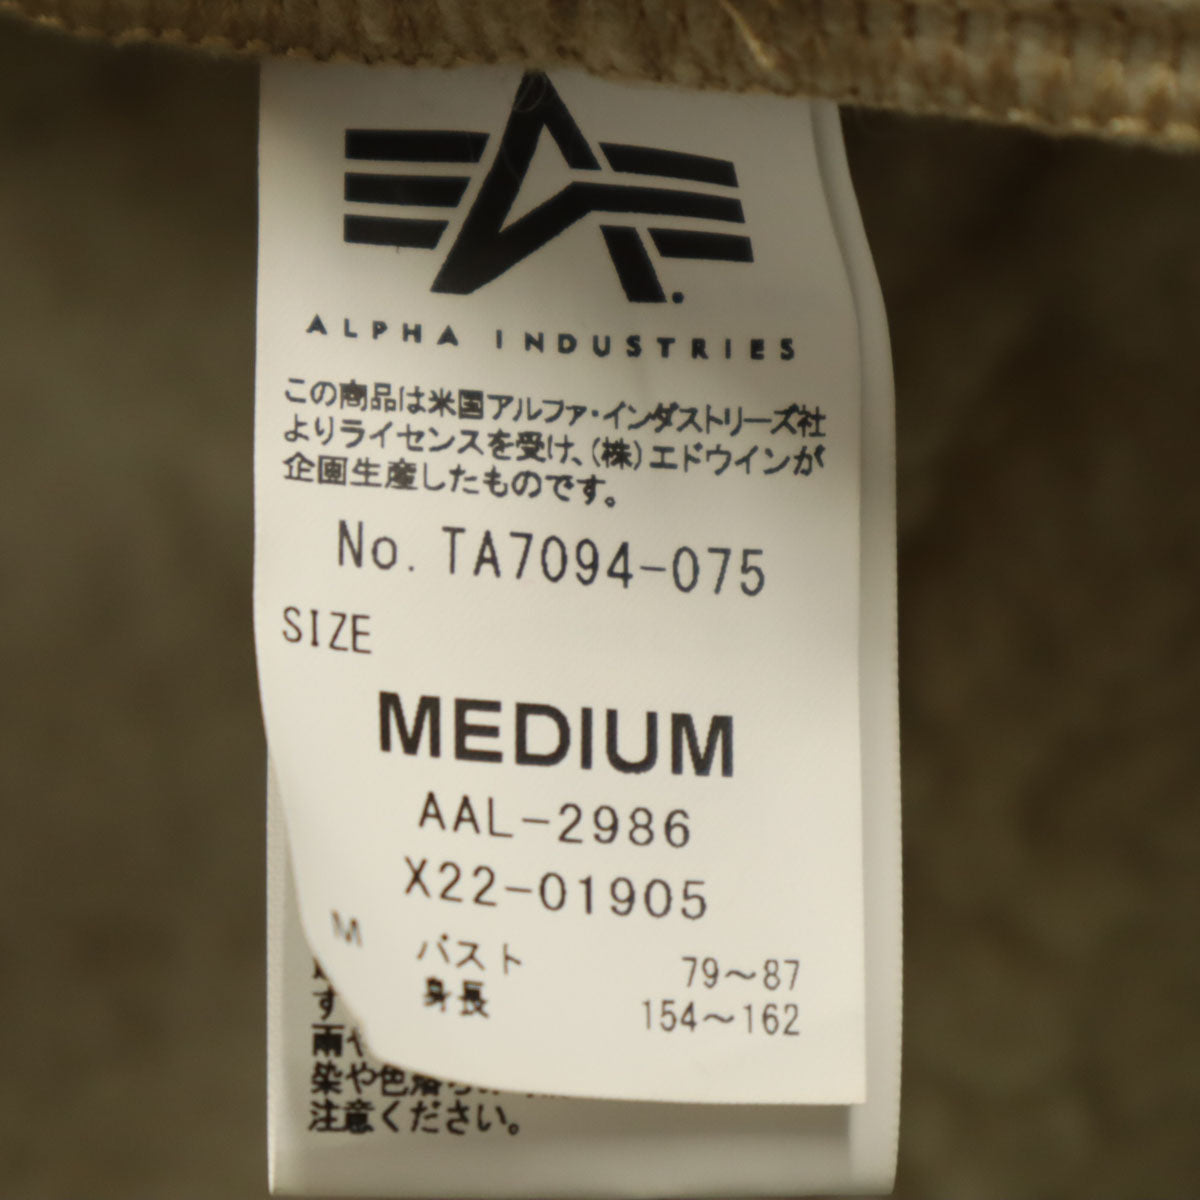 ALPHA INDUSTRIES
この商品は米国アルファ・インダストリーズ社
よりライセンスを受け、(株)エドウインが
企画生産したものです。
No. TA7094-075
SIZE
MEDIUM
AAL-2986
X22-01905
M バスト 79～87
身長 154～162
す
雨や
染や色落ち
注意ください。